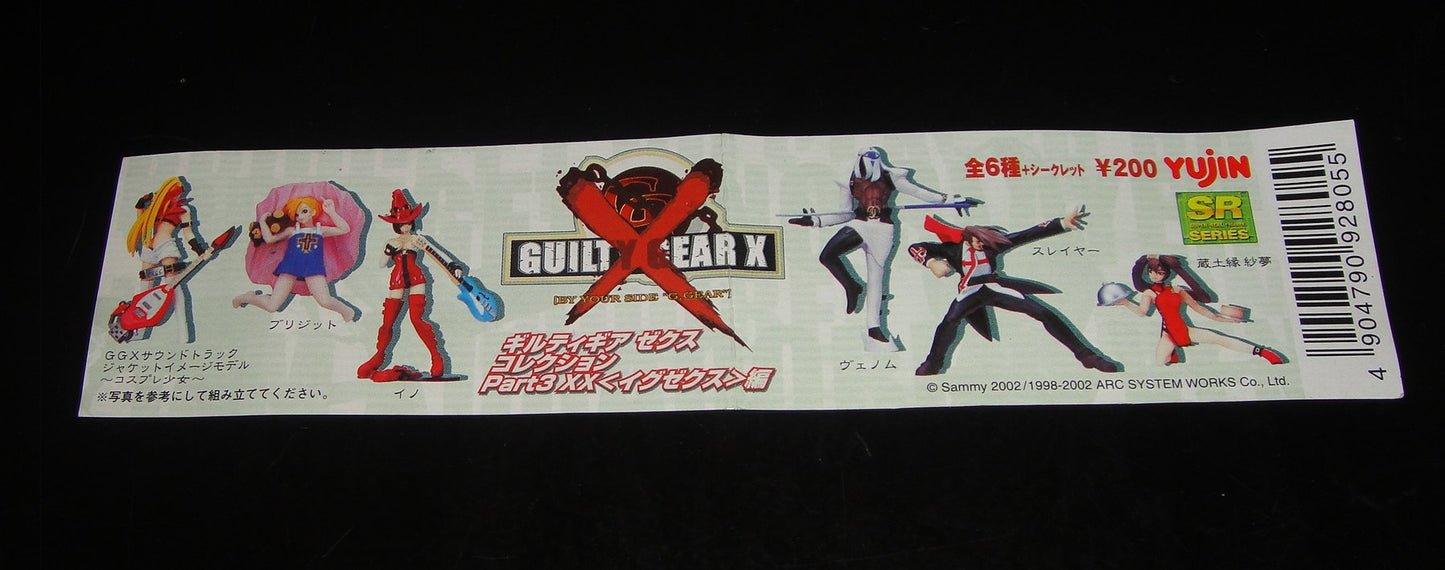 GGXサウンドトラック
ジャケットイメージモデル
～コスプレ少女～
※写真を参考にして組み立ててください。
ブリジット
イノ
GUILTY GEAR X
[BY YOUR SIDE "G.GEAR"]
ギルティギア ゼクス
コレクション
Part3 XX<イグゼクス>編
ヴェノム
スレイヤー
蔵土縁 紗夢
全6種+シークレット ¥200 YUJIN
SR
SERIES
© Sammy 2002/1998-2002 ARC SYSTEM WORKS Co., Ltd.
4 904790 928055